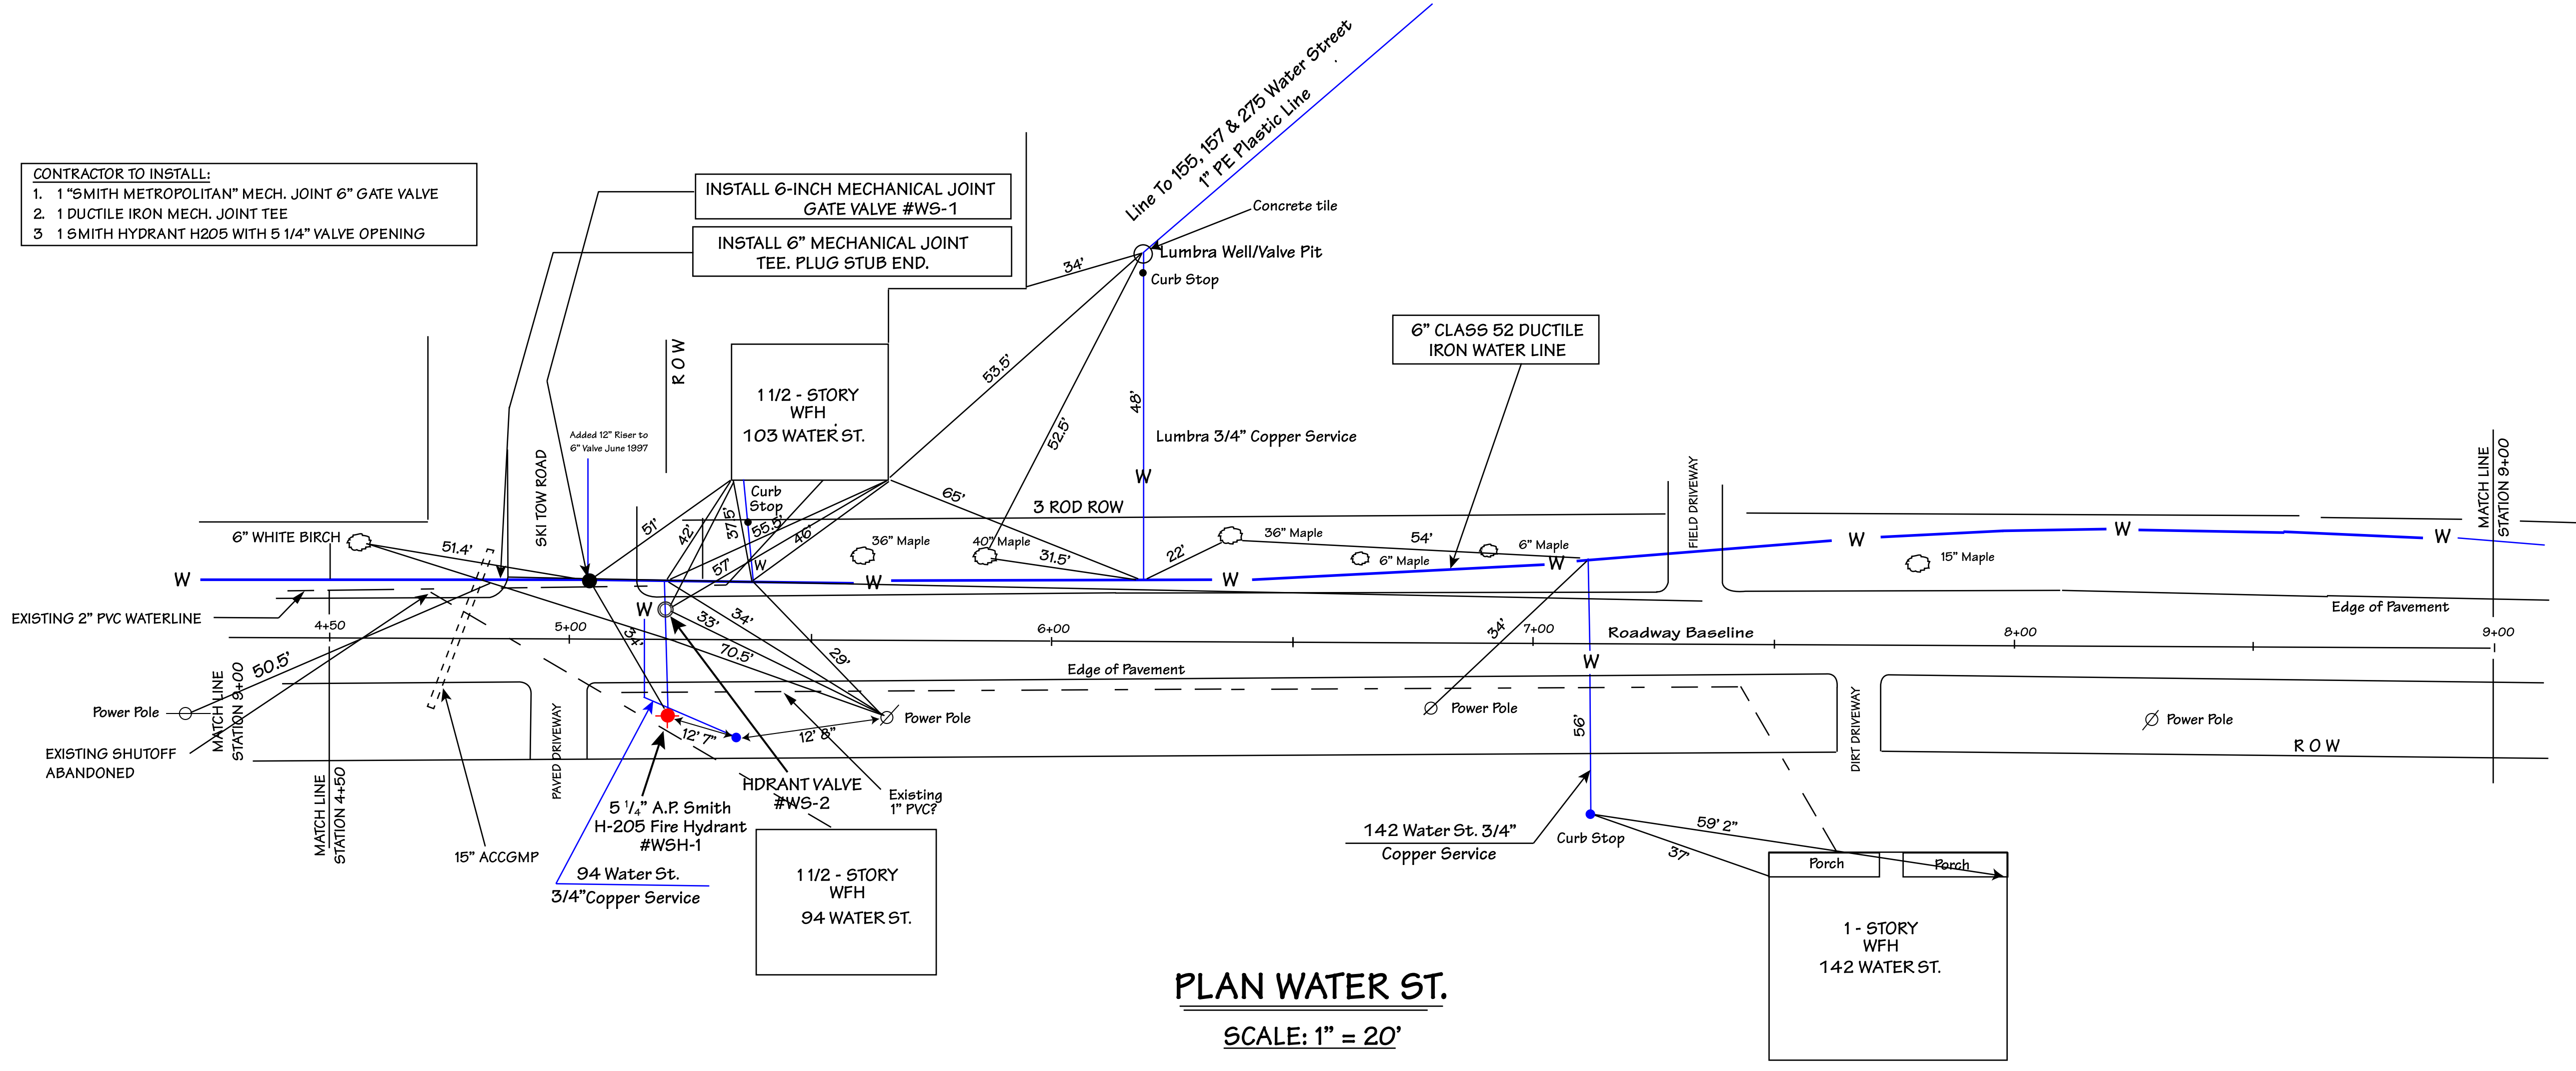 Line To 155, 157 & 275 Water Street
1" PE Plastic Line
CONTRACTOR TO INSTALL:
1. 1 "SMITH METROPOLITAN" MECH. JOINT 6" GATE VALVE
2. 1 DUCTILE IRON MECH. JOINT TEE
3 1 SMITH HYDRANT H205 WITH 5 1/4" VALVE OPENING
INSTALL 6-INCH MECHANICAL JOINT
GATE VALVE #WS-1
INSTALL 6" MECHANICAL JOINT
TEE. PLUG STUB END.
Concrete tile
Lumbra Well/Valve Pit
34'
Curb Stop
6" CLASS 52 DUCTILE
IRON WATER LINE
R O W
53.5'
1 1/2 - STORY
WFH
103 WATER ST.
48'
52.5'
Lumbra 3/4" Copper Service
Added 12" Riser to
6" Valve June 1997
SKI TOW ROAD
W
Curb
Stop
65'
3 ROD ROW
FIELD DRIVEWAY
MATCH LINE
STATION 9+00
51'
42'
37.5'
55.5'
46'
57'
W
6" WHITE BIRCH
51.4'
36" Maple
40" Maple
31.5'
22'
36" Maple
54'
6" Maple
6" Maple
15" Maple
W
W
W
W
W
W
W
W
EXISTING 2" PVC WATERLINE
Edge of Pavement
4+50
5+00
6+00
7+00
Roadway Baseline
8+00
9+00
34'
33'
34'
70.5'
29'
34'
50.5'
Edge of Pavement
W
MATCH LINE
STATION 9+00
Power Pole
Power Pole
Power Pole
Power Pole
PAVED DRIVEWAY
DIRT DRIVEWAY
12' 7"
12' 8"
56'
R O W
EXISTING SHUTOFF
ABANDONED
MATCH LINE
STATION 4+50
HDRANT VALVE
#WS-2
Existing
1" PVC?
5 1/4" A.P. Smith
H-205 Fire Hydrant
#WSH-1
15" ACCGMP
94 Water St.
3/4"Copper Service
1 1/2 - STORY
WFH
94 WATER ST.
142 Water St. 3/4"
Copper Service
Curb Stop
59' 2"
37'
Porch
Porch
1 - STORY
WFH
142 WATER ST.
PLAN WATER ST.
SCALE: 1" = 20'